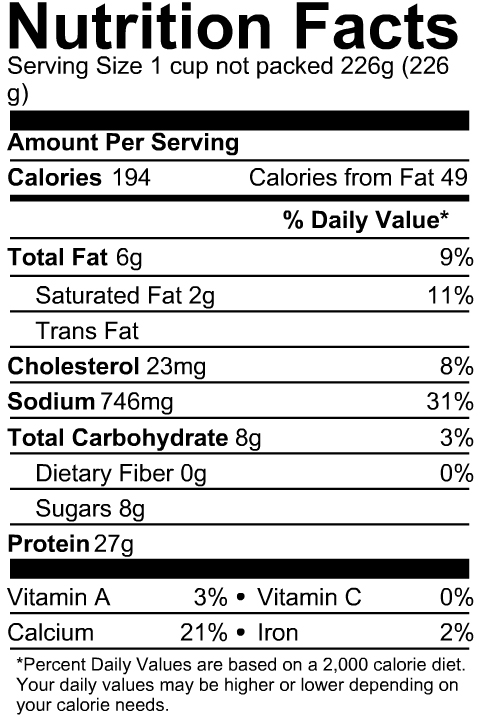 Nutrition Facts
Serving Size 1 cup not packed 226g (226
g)
Amount Per Serving
Calories 194 Calories from Fat 49
% Daily Value*
Total Fat 6g 9%
Saturated Fat 2g 11%
Trans Fat
Cholesterol 23mg 8%
Sodium 746mg 31%
Total Carbohydrate 8g 3%
Dietary Fiber 0g 0%
Sugars 8g
Protein 27g
Vitamin A 3% • Vitamin C 0%
Calcium 21% • Iron 2%
*Percent Daily Values are based on a 2,000 calorie diet.
Your daily values may be higher or lower depending on
your calorie needs.